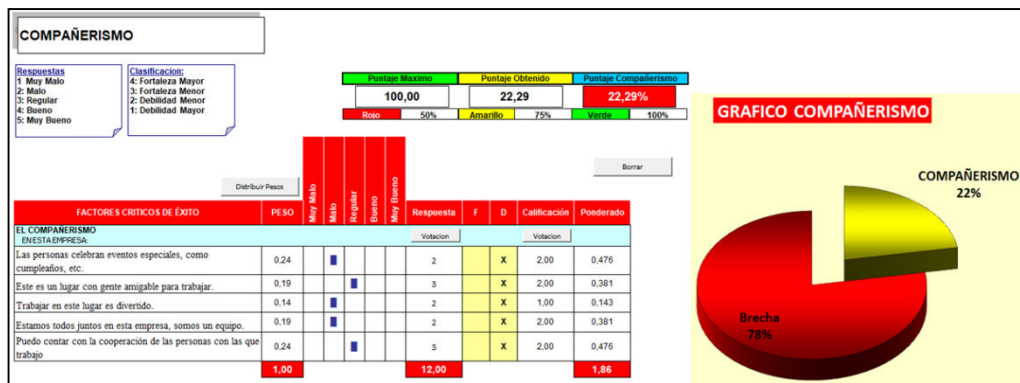 COMPAÑERISMO
Respuestas
1 Muy Malo
2: Malo
3: Regular
4: Bueno
5: Muy Bueno
Clasificacion:
4: Fortaleza Mayor
3: Fortaleza Menor
2: Debilidad Menor
1: Debilidad Mayor
Puntaje Maximo Puntaje Obtenido Puntaje Compañerismo
100,00 22,29 22,29%
Rojo 50% Amarillo 75% Verde 100%
Distribuir Pesos
Borrar
FACTORES CRITICOS DE ÉXITO PESO Muy Malo Malo Regular Bueno Muy Bueno Respuesta F D Calificación Ponderado
EL COMPAÑERISMO
EN ESTA EMPRESA:
Votacion Votacion
Las personas celebran eventos especiales, como
cumpleaños, etc.
0,24 2 X 2,00 0,476
Este es un lugar con gente amigable para trabajar. 0,19 3 X 2,00 0,381
Trabajar en este lugar es divertido. 0,14 2 X 1,00 0,143
Estamos todos juntos en esta empresa, somos un equipo. 0,19 2 X 2,00 0,381
Puedo contar con la cooperación de las personas con las que
trabajo
0,24 3 X 2,00 0,476
1,00 12,00 1,86
GRAFICO COMPAÑERISMO
COMPAÑERISMO
22%
Brecha
78%